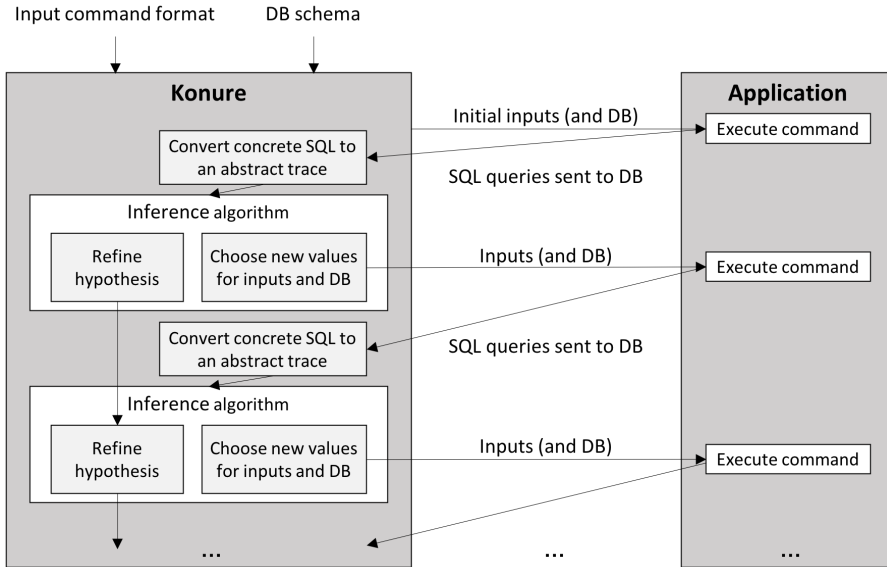 Input command format
DB schema
Konure
Application
Initial inputs (and DB)
Execute command
Convert concrete SQL to
an abstract trace
SQL queries sent to DB
Inference algorithm
Refine
hypothesis
Choose new values
for inputs and DB
Inputs (and DB)
Execute command
Convert concrete SQL to
an abstract trace
SQL queries sent to DB
Inference algorithm
Refine
hypothesis
Choose new values
for inputs and DB
Inputs (and DB)
Execute command
...
...
...